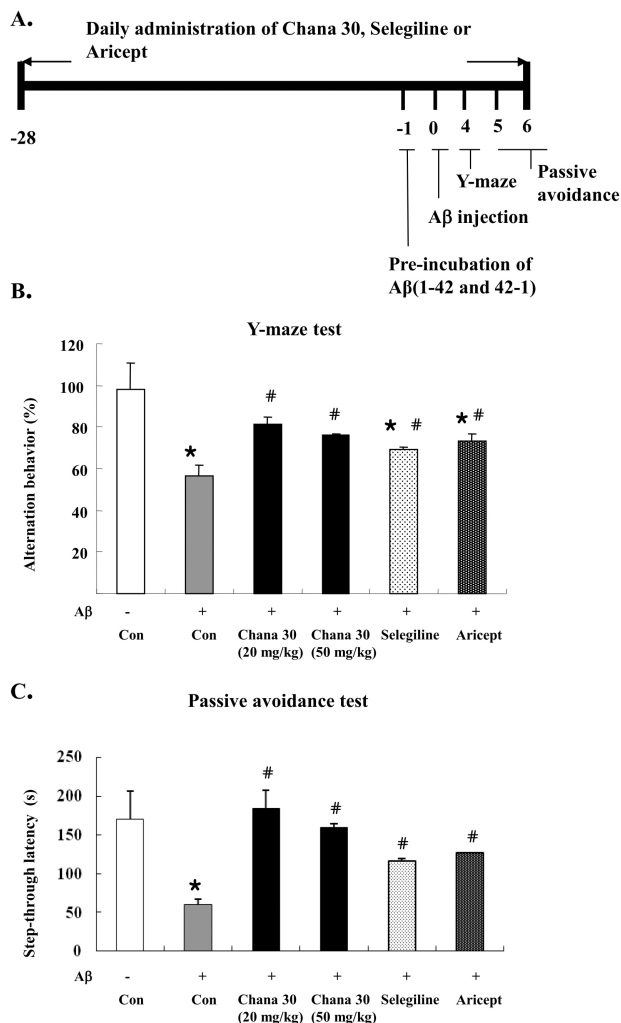 A.
Daily administration of Chana 30, Selegiline or
Aricept
-28
-1 0 4 5 6
Y-maze
Passive
avoidance
Aβ injection
Pre-incubation of
Aβ(1-42 and 42-1)
B.
Y-maze test
Alternation behavior (%)
120
100
80
60
40
20
*
#
#
* #
* #
Aβ - + + + + +
Con Con Chana 30 Chana 30 Selegiline Aricept
(20 mg/kg) (50 mg/kg)
C.
Passive avoidance test
Step-through latency (s)
250
200
150
100
50
0
*
#
#
#
#
Aβ - + + + + +
Con Con Chana 30 Chana 30 Selegiline Aricept
(20 mg/kg) (50 mg/kg)